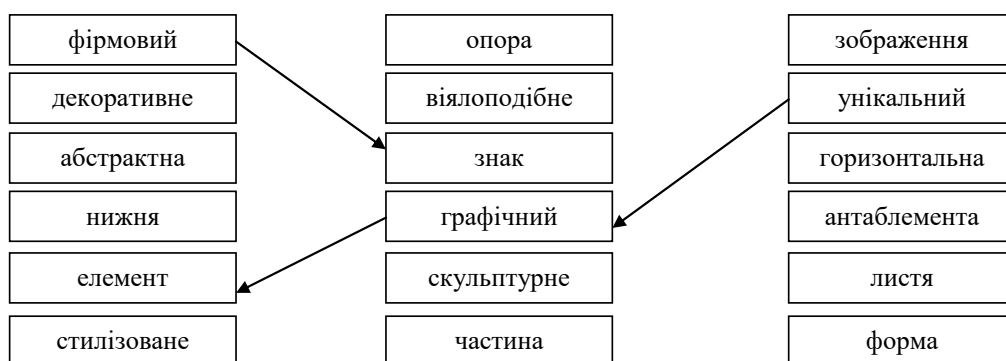 фірмовий опора зображення
декоративне віялоподібне унікальний
абстрактна знак горизонтальна
нижня графічний антаблемента
елемент скульптурне листя
стилізоване частина форма